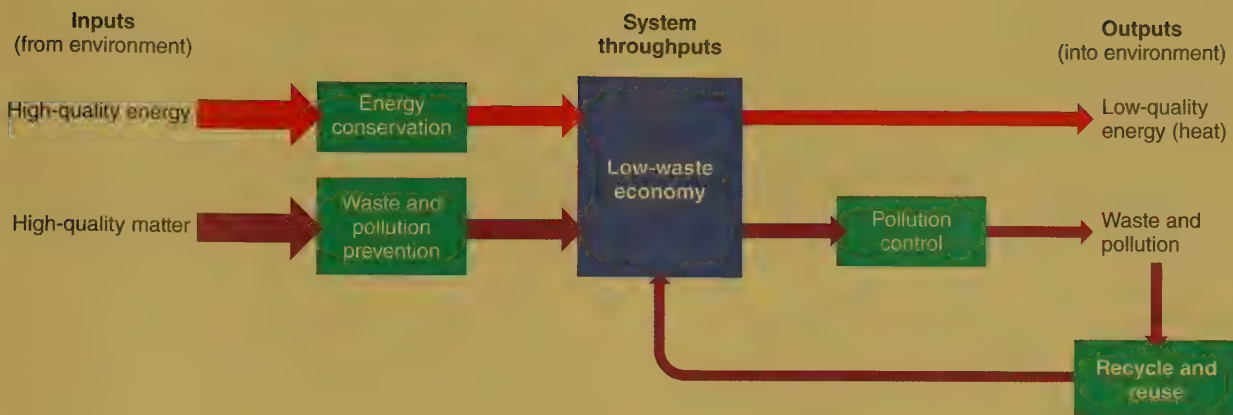 Inputs
(from environment)
System
throughputs
Outputs
(into environment)
High-quality energy
Energy
conservation
Low-quality
energy (heat)
Low-waste
economy
High-quality matter
Waste and
pollution
prevention
Pollution
control
Waste and
pollution
Recycle and
reuse